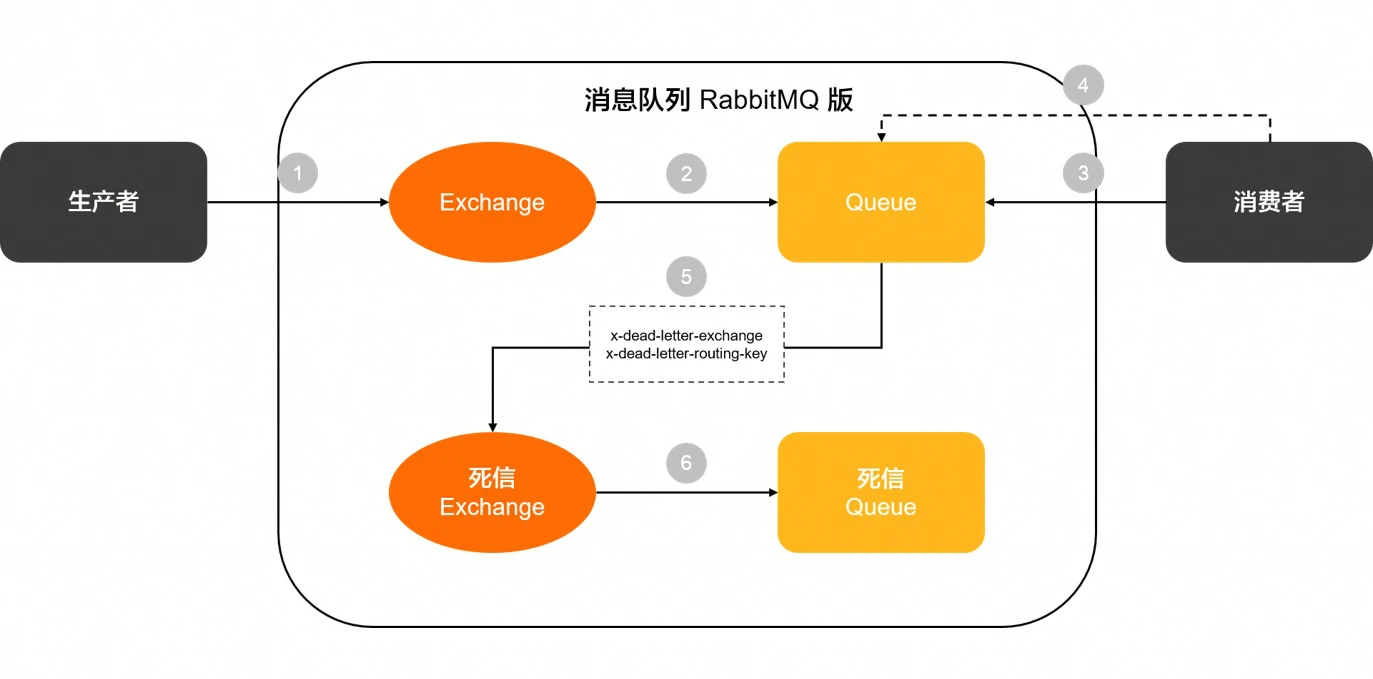 消息队列 RabbitMQ 版
4
1
2
3
生产者
Exchange
Queue
消费者
5
x-dead-letter-exchange
x-dead-letter-routing-key
6
死信
Exchange
死信
Queue